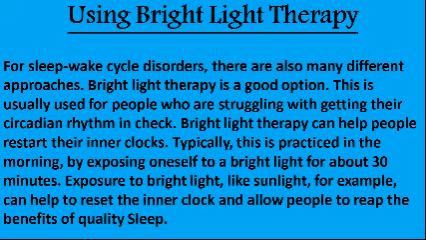 Using Bright Light Therapy
For sleep-wake cycle disorders, there are also many different
approaches. Bright light therapy is a good option. This is
usually used for people who are struggling with getting their
circadian rhythm in check. Bright light therapy can help people
restart their inner clocks. Typically, this is practiced in the
morning, by exposing oneself to a bright light for about 30
minutes. Exposure to bright light, like sunlight, for example,
can help to reset the inner clock and allow people to reap the
benefits of quality Sleep.